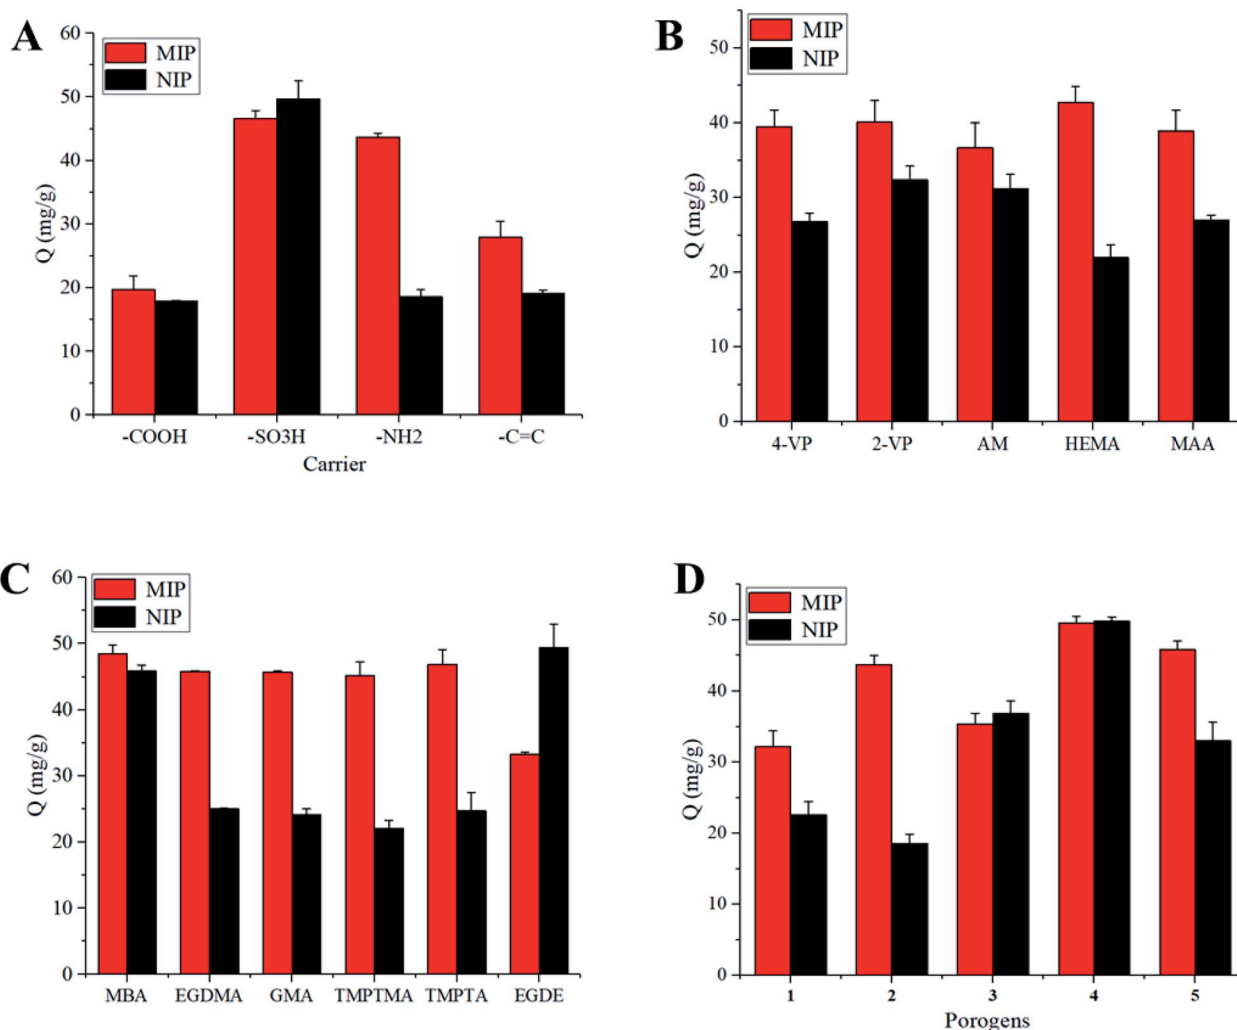 A
60
50
40
30
20
10
0
Q (mg/g)
MIP
NIP
-COOH -SO3H -NH2 -C=C
Carrier
B
50
40
30
20
10
0
Q (mg/g)
MIP
NIP
4-VP 2-VP AM HEMA MAA
C
60
50
40
30
20
10
0
Q (mg/g)
MIP
NIP
MBA EGDMA GMA TMPTMA TMPTA EGDE
D
50
40
30
20
10
0
Q (mg/g)
MIP
NIP
1 2 3 4 5
Porogens